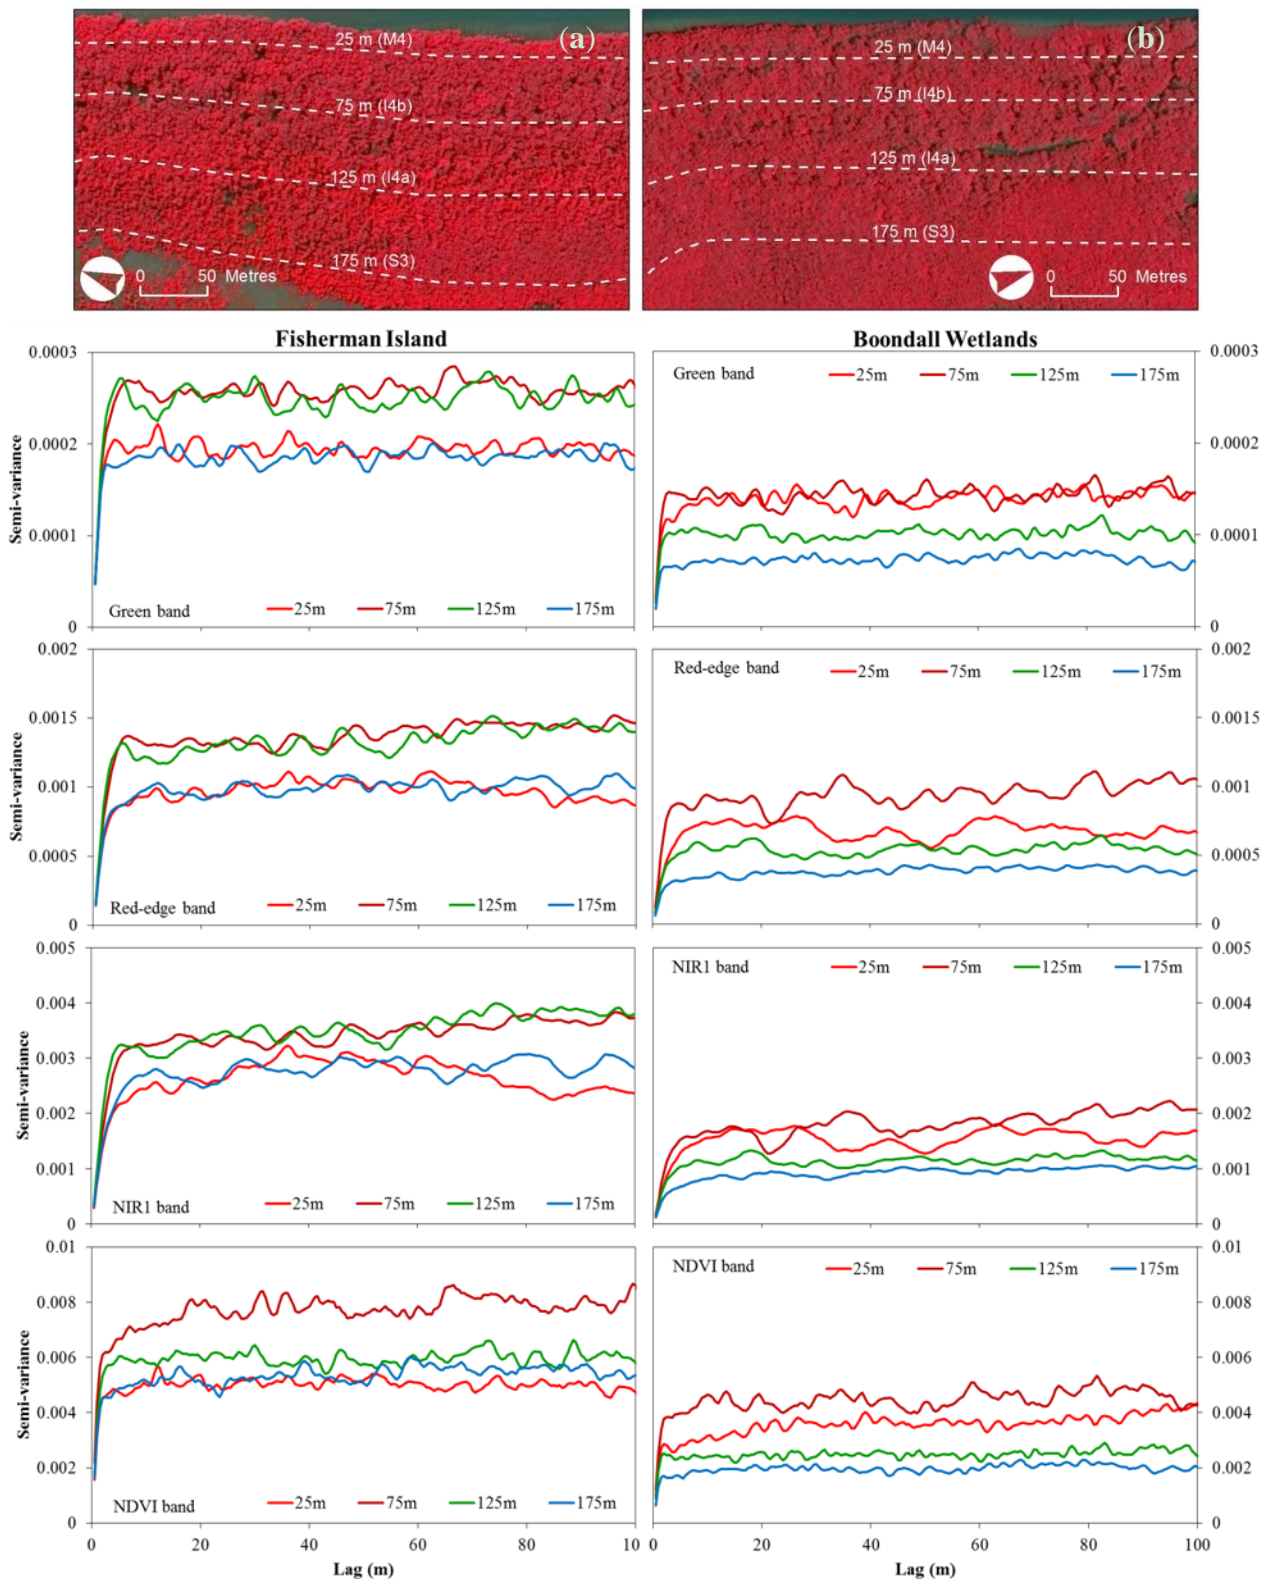 (a)
25 m (M4)
75 m (I4b)
125 m (I4a)
175 m (S3)
0 50 Metres
(b)
25 m (M4)
75 m (I4b)
125 m (I4a)
175 m (S3)
0 50 Metres
Fisherman Island
Boondall Wetlands
Semi-variance
0.0003
0.0002
0.0001
0
Green band 25m 75m 125m 175m
Green band 25m 75m 125m 175m
0.0003
0.0002
0.0001
0
Semi-variance
0.002
0.0015
0.001
0.0005
0
Red-edge band 25m 75m 125m 175m
Red-edge band 25m 75m 125m 175m
0.002
0.0015
0.001
0.0005
0
Semi-variance
0.005
0.004
0.003
0.002
0.001
0
NIR1 band 25m 75m 125m 175m
NIR1 band 25m 75m 125m 175m
0.005
0.004
0.003
0.002
0.001
0
Semi-variance
0.01
0.008
0.006
0.004
0.002
0
NDVI band 25m 75m 125m 175m
0 20 40 60 80 10
Lag (m)
NDVI band 25m 75m 125m 175m
0.01
0.008
0.006
0.004
0.002
0
0 20 40 60 80 100
Lag (m)